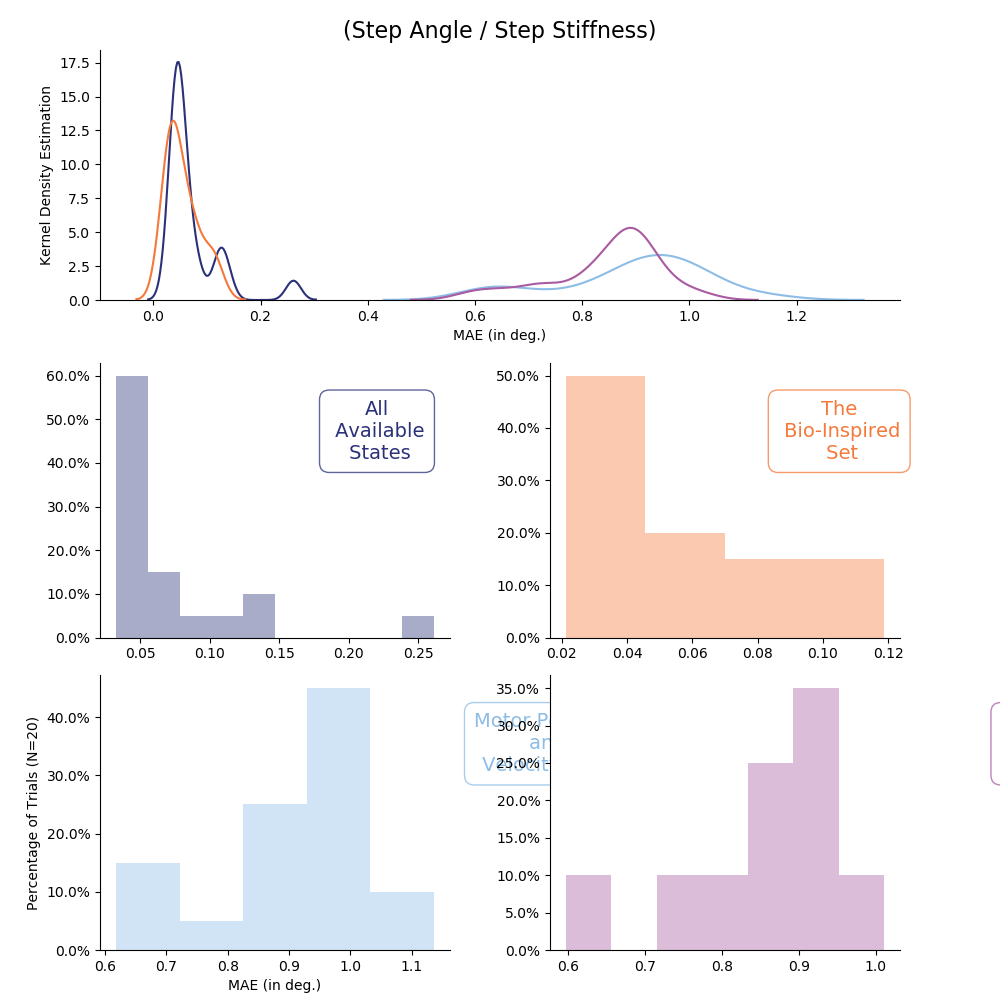 (Step Angle / Step Stiffness)
Kernel Density Estimation
17.5
15.0
12.5
10.0
7.5
5.0
2.5
0.0
0.0 0.2 0.4 0.6 0.8 1.0 1.2
MAE (in deg.)
60.0%
50.0%
40.0%
30.0%
20.0%
10.0%
0.0%
0.05 0.10 0.15 0.20 0.25
All
Available
States
50.0%
40.0%
30.0%
20.0%
10.0%
0.0%
0.02 0.04 0.06 0.08 0.10 0.12
The
Bio-Inspired
Set
Percentage of Trials (N=20)
40.0%
30.0%
20.0%
10.0%
0.0%
0.6 0.7 0.8 0.9 1.0 1.1
MAE (in deg.)
Motor
35.0%
30.0%
25.0%
20.0%
15.0%
10.0%
5.0%
0.0%
0.6 0.7 0.8 0.9 1.0